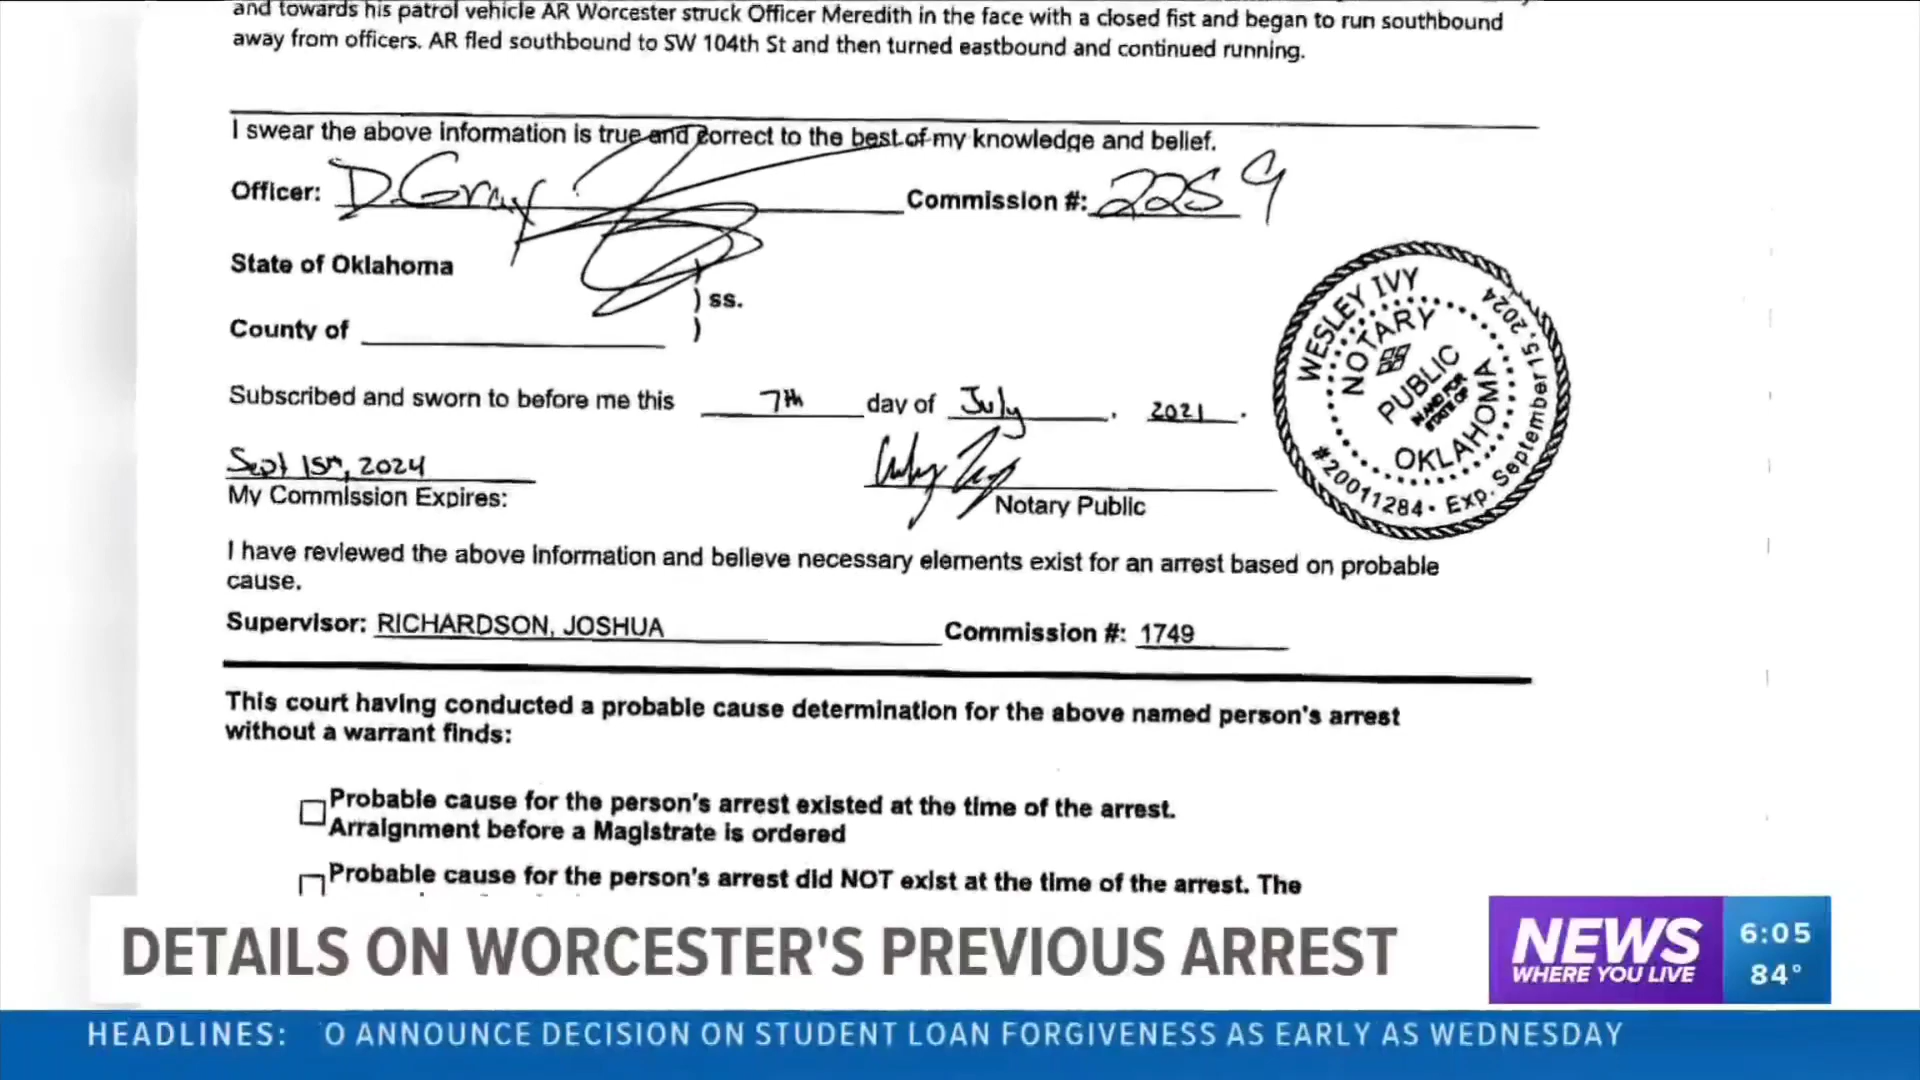 and towards his patrol vehicle AR Worcester struck Officer Meredith in the face with a closed fist and began to run southbound
away from officers. AR fled southbound to SW 104th St and then turned eastbound and continued running.
I swear the above information is true and correct to the best of my knowledge and belief.
Officer: D. Gray Commission #: 2259
State of Oklahoma )
) ss.
County of )
Subscribed and sworn to before me this 7th day of July, 2021.
Sept 15th, 2024
My Commission Expires:
Notary Public
WESLEY IVY
NOTARY
PUBLIC
IN AND FOR
STATE OF
OKLAHOMA
#20011284 • Exp. September 15, 2024
I have reviewed the above information and believe necessary elements exist for an arrest based on probable
cause.
Supervisor: RICHARDSON, JOSHUA Commission #: 1749
This court having conducted a probable cause determination for the above named person's arrest
without a warrant finds:
Probable cause for the person's arrest existed at the time of the arrest.
Arraignment before a Magistrate is ordered
Probable cause for the person's arrest did NOT exist at the time of the arrest. The
DETAILS ON WORCESTER'S PREVIOUS ARREST
NEWS
WHERE YOU LIVE
6:05
84°
HEADLINES: O ANNOUNCE DECISION ON STUDENT LOAN FORGIVENESS AS EARLY AS WEDNESDAY